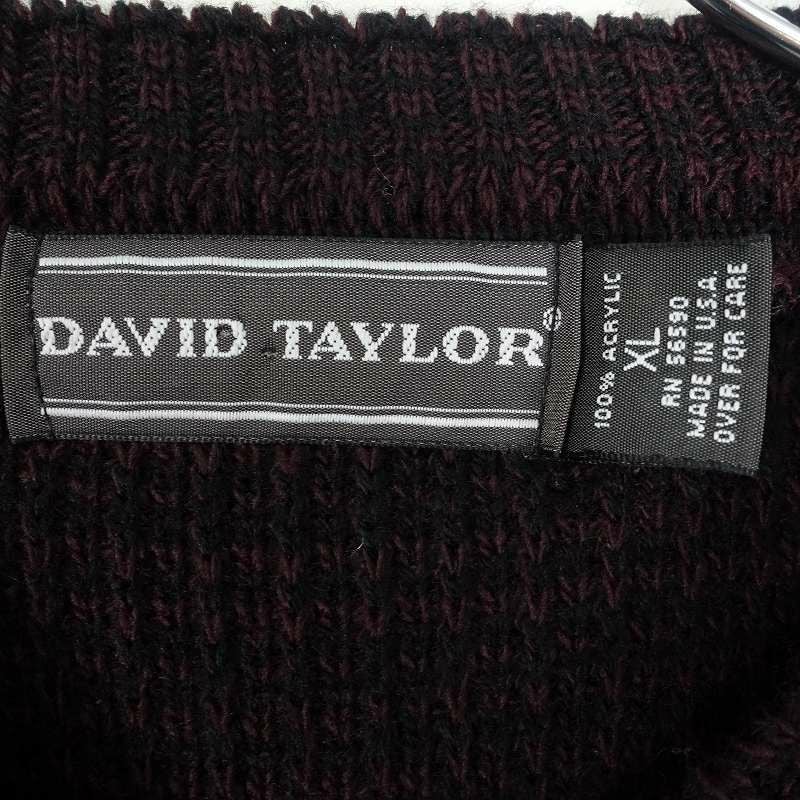 DAVID TAYLOR®
100% ACRYLIC
XL
RN 56590
MADE IN U.S.A.
OVER FOR CARE